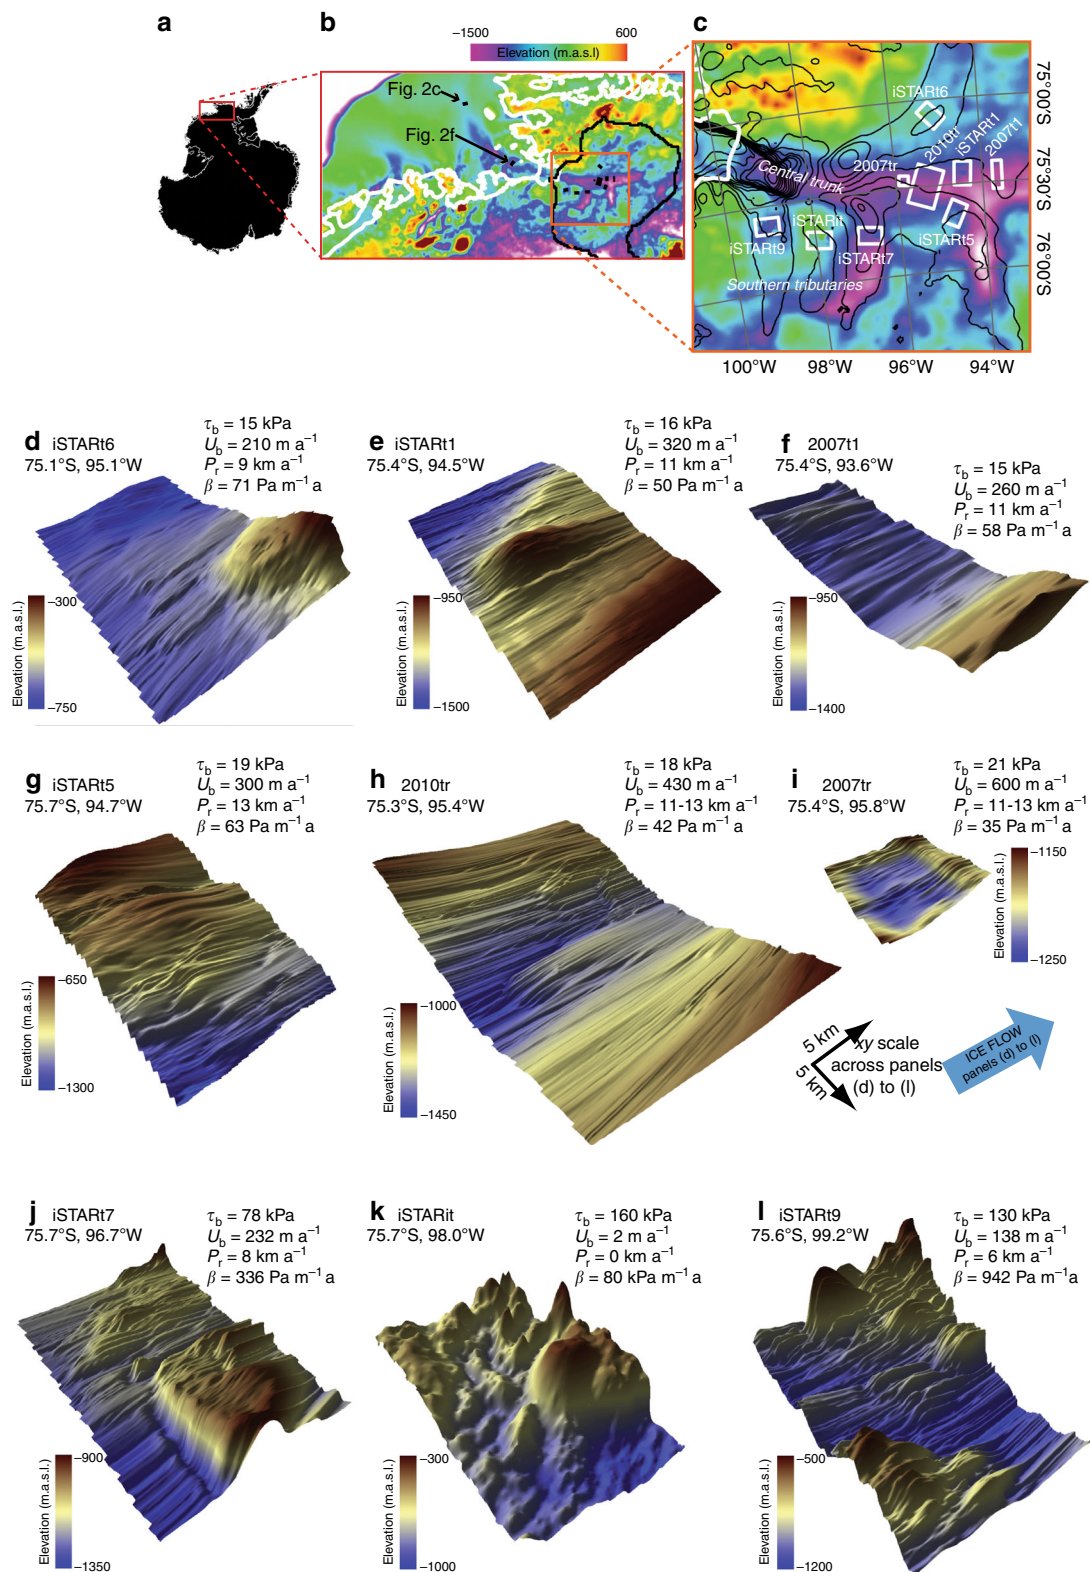 a
b
c
−1500
600
Elevation (m.a.s.l)
Fig. 2c
Fig. 2f
iSTARt6
2007tr
2010tr
iSTARt1
2007t1
Central trunk
iSTARt9
iSTARit
iSTARt7
iSTARt5
Southern tributaries
75°00'S
75°30'S
76°00'S
100°W
98°W
96°W
94°W
d
iSTARt6
75.1°S, 95.1°W
τb = 15 kPa
Ub = 210 m a−1
Pr = 9 km a−1
β = 71 Pa m−1 a
Elevation (m.a.s.l.)
−300
−750
e
iSTARt1
75.4°S, 94.5°W
τb = 16 kPa
Ub = 320 m a−1
Pr = 11 km a−1
β = 50 Pa m−1 a
Elevation (m.a.s.l.)
−950
−1500
f
2007t1
75.4°S, 93.6°W
τb = 15 kPa
Ub = 260 m a−1
Pr = 11 km a−1
β = 58 Pa m−1 a
Elevation (m.a.s.l.)
−950
−1400
g
iSTARt5
75.7°S, 94.7°W
τb = 19 kPa
Ub = 300 m a−1
Pr = 13 km a−1
β = 63 Pa m−1 a
Elevation (m.a.s.l.)
−650
−1300
h
2010tr
75.3°S, 95.4°W
τb = 18 kPa
Ub = 430 m a−1
Pr = 11-13 km a−1
β = 42 Pa m−1 a
Elevation (m.a.s.l.)
−1000
−1450
i
2007tr
75.4°S, 95.8°W
τb = 21 kPa
Ub = 600 m a−1
Pr = 11-13 km a−1
β = 35 Pa m−1 a
Elevation (m.a.s.l.)
−1150
−1250
5 km
5 km
xy scale
across panels
(d) to (l)
ICE FLOW
panels (d) to (l)
j
iSTARt7
75.7°S, 96.7°W
τb = 78 kPa
Ub = 232 m a−1
Pr = 8 km a−1
β = 336 Pa m−1 a
Elevation (m.a.s.l.)
−900
−1350
k
iSTARit
75.7°S, 98.0°W
τb = 160 kPa
Ub = 2 m a−1
Pr = 0 km a−1
β = 80 kPa m−1 a
Elevation (m.a.s.l.)
−300
−1000
l
iSTARt9
75.6°S, 99.2°W
τb = 130 kPa
Ub = 138 m a−1
Pr = 6 km a−1
β = 942 Pa m−1a
Elevation (m.a.s.l.)
−500
−1200